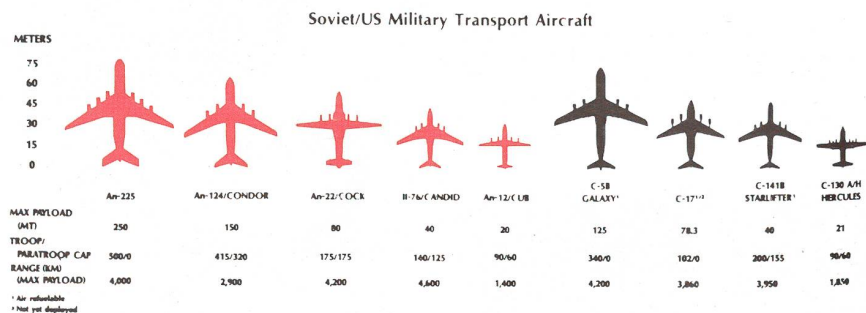 Soviet/US Military Transport Aircraft
METERS
75
60
45
30
15
0
An-225 An-124/CONDOR An-22/COCK Il-76/CANDID An-12/CUB C-5B GALAXY¹ C-17¹˒² C-141B STARLIFTER¹ C-130 A/H HERCULES
MAX PAYLOAD
(MT) 250 150 80 40 20 125 78.3 40 21
TROOP/
PARATROOP CAP 500/0 415/320 175/175 140/125 90/60 340/0 102/0 200/155 90/60
RANGE (KM)
(MAX PAYLOAD) 4,000 2,900 4,200 4,600 1,400 4,200 3,860 3,950 1,850
¹ Air refuelable
² Not yet deployed